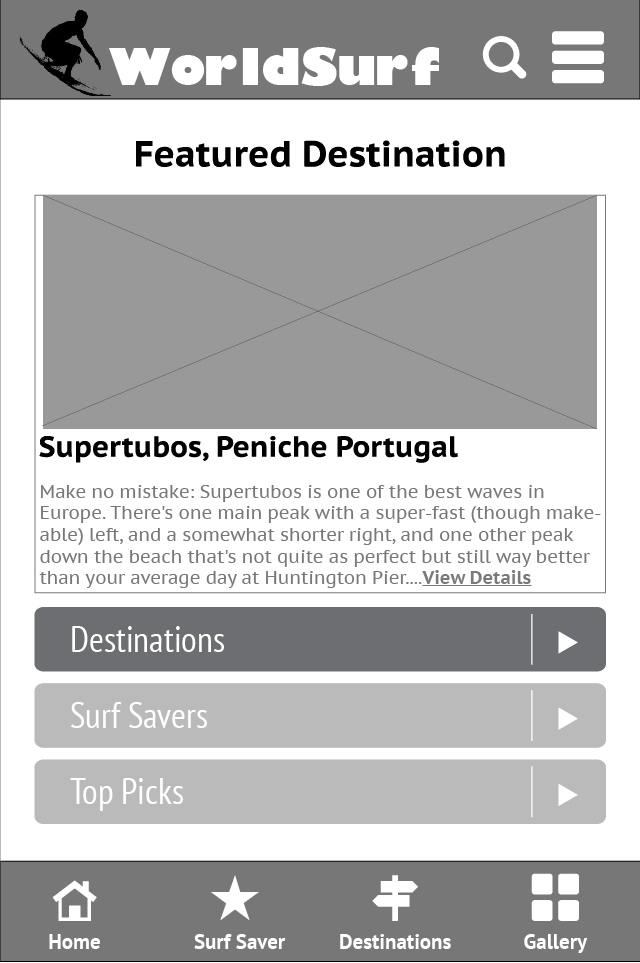 WorldSurf
Featured Destination
Supertubos, Peniche Portugal
Make no mistake: Supertubos is one of the best waves in
Europe. There's one main peak with a super-fast (though make-
able) left, and a somewhat shorter right, and one other peak
down the beach that's not quite as perfect but still way better
than your average day at Huntington Pier....View Details
Destinations
Surf Savers
Top Picks
Home
Surf Saver
Destinations
Gallery